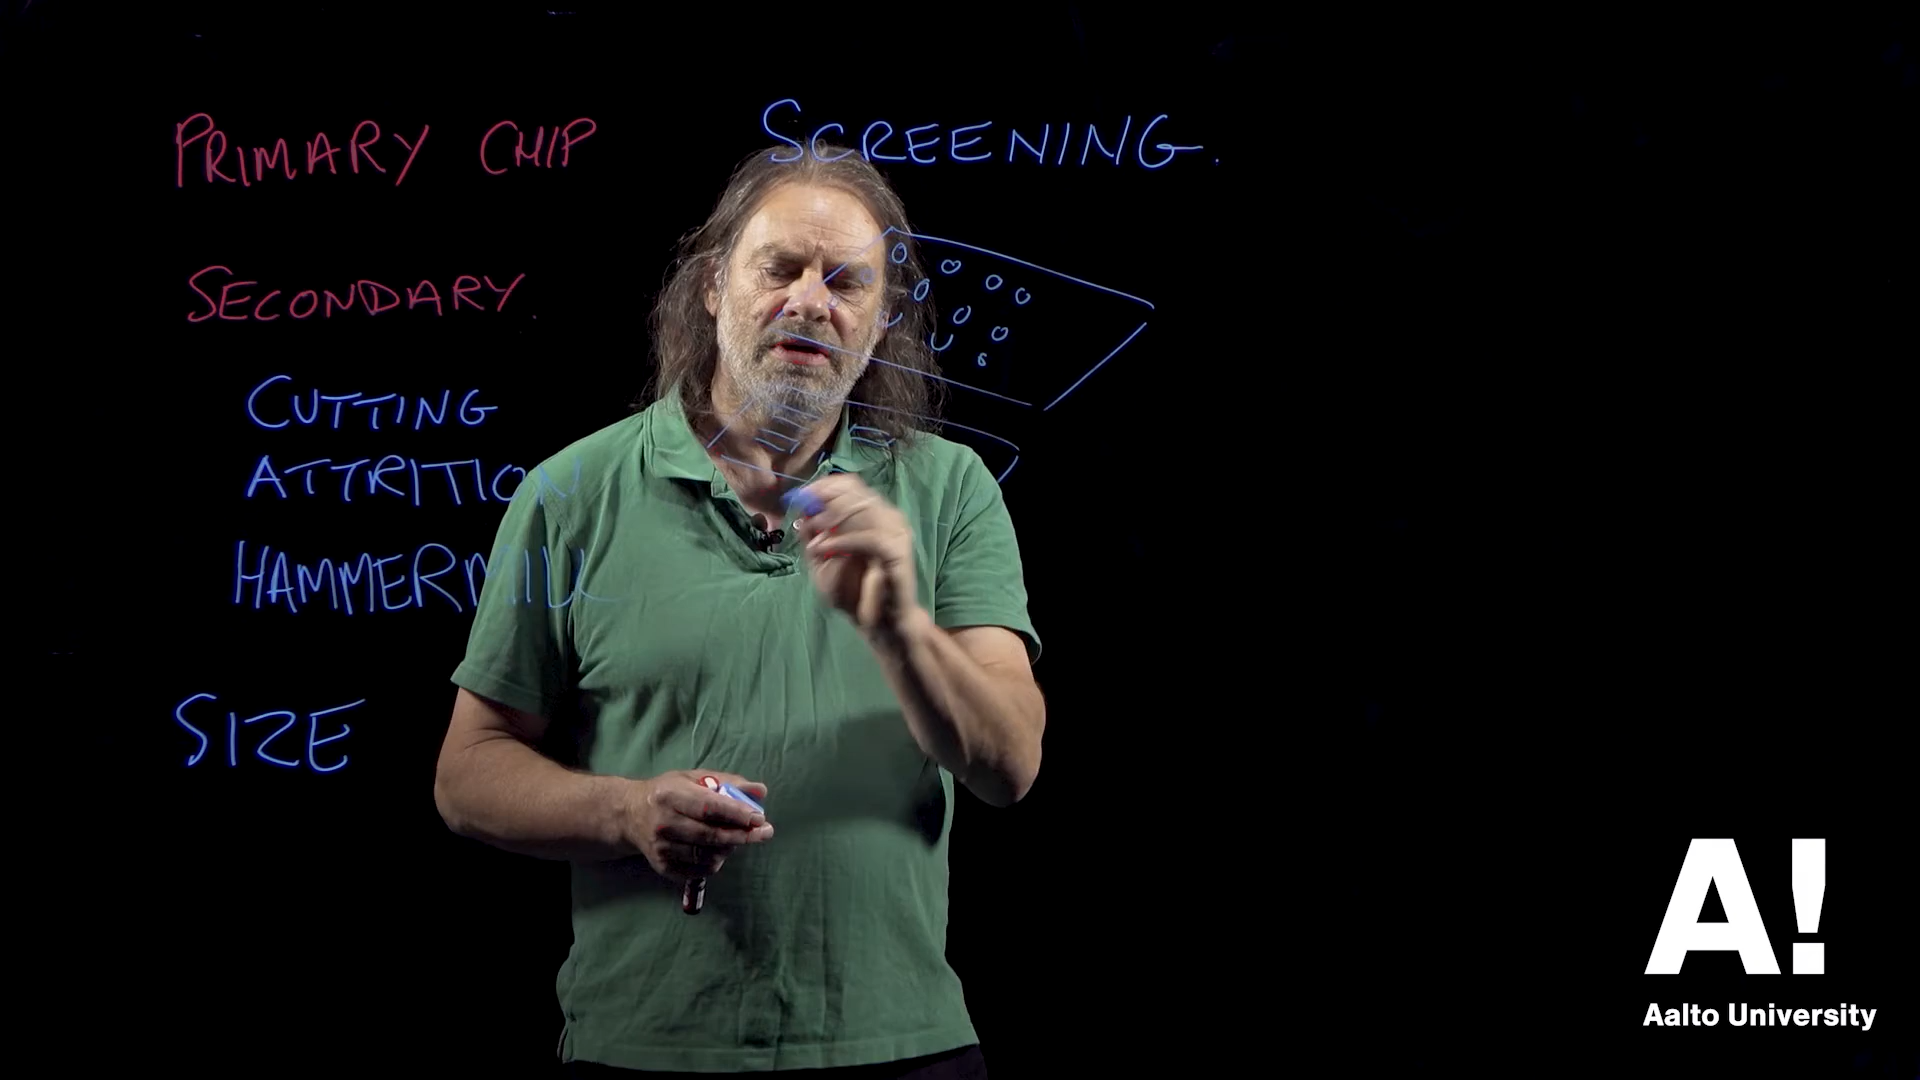 PRIMARY CHIP
SECONDARY.
CUTTING
ATTRITION
HAMMERMILL
SIZE
SCREENING.
A!
Aalto University